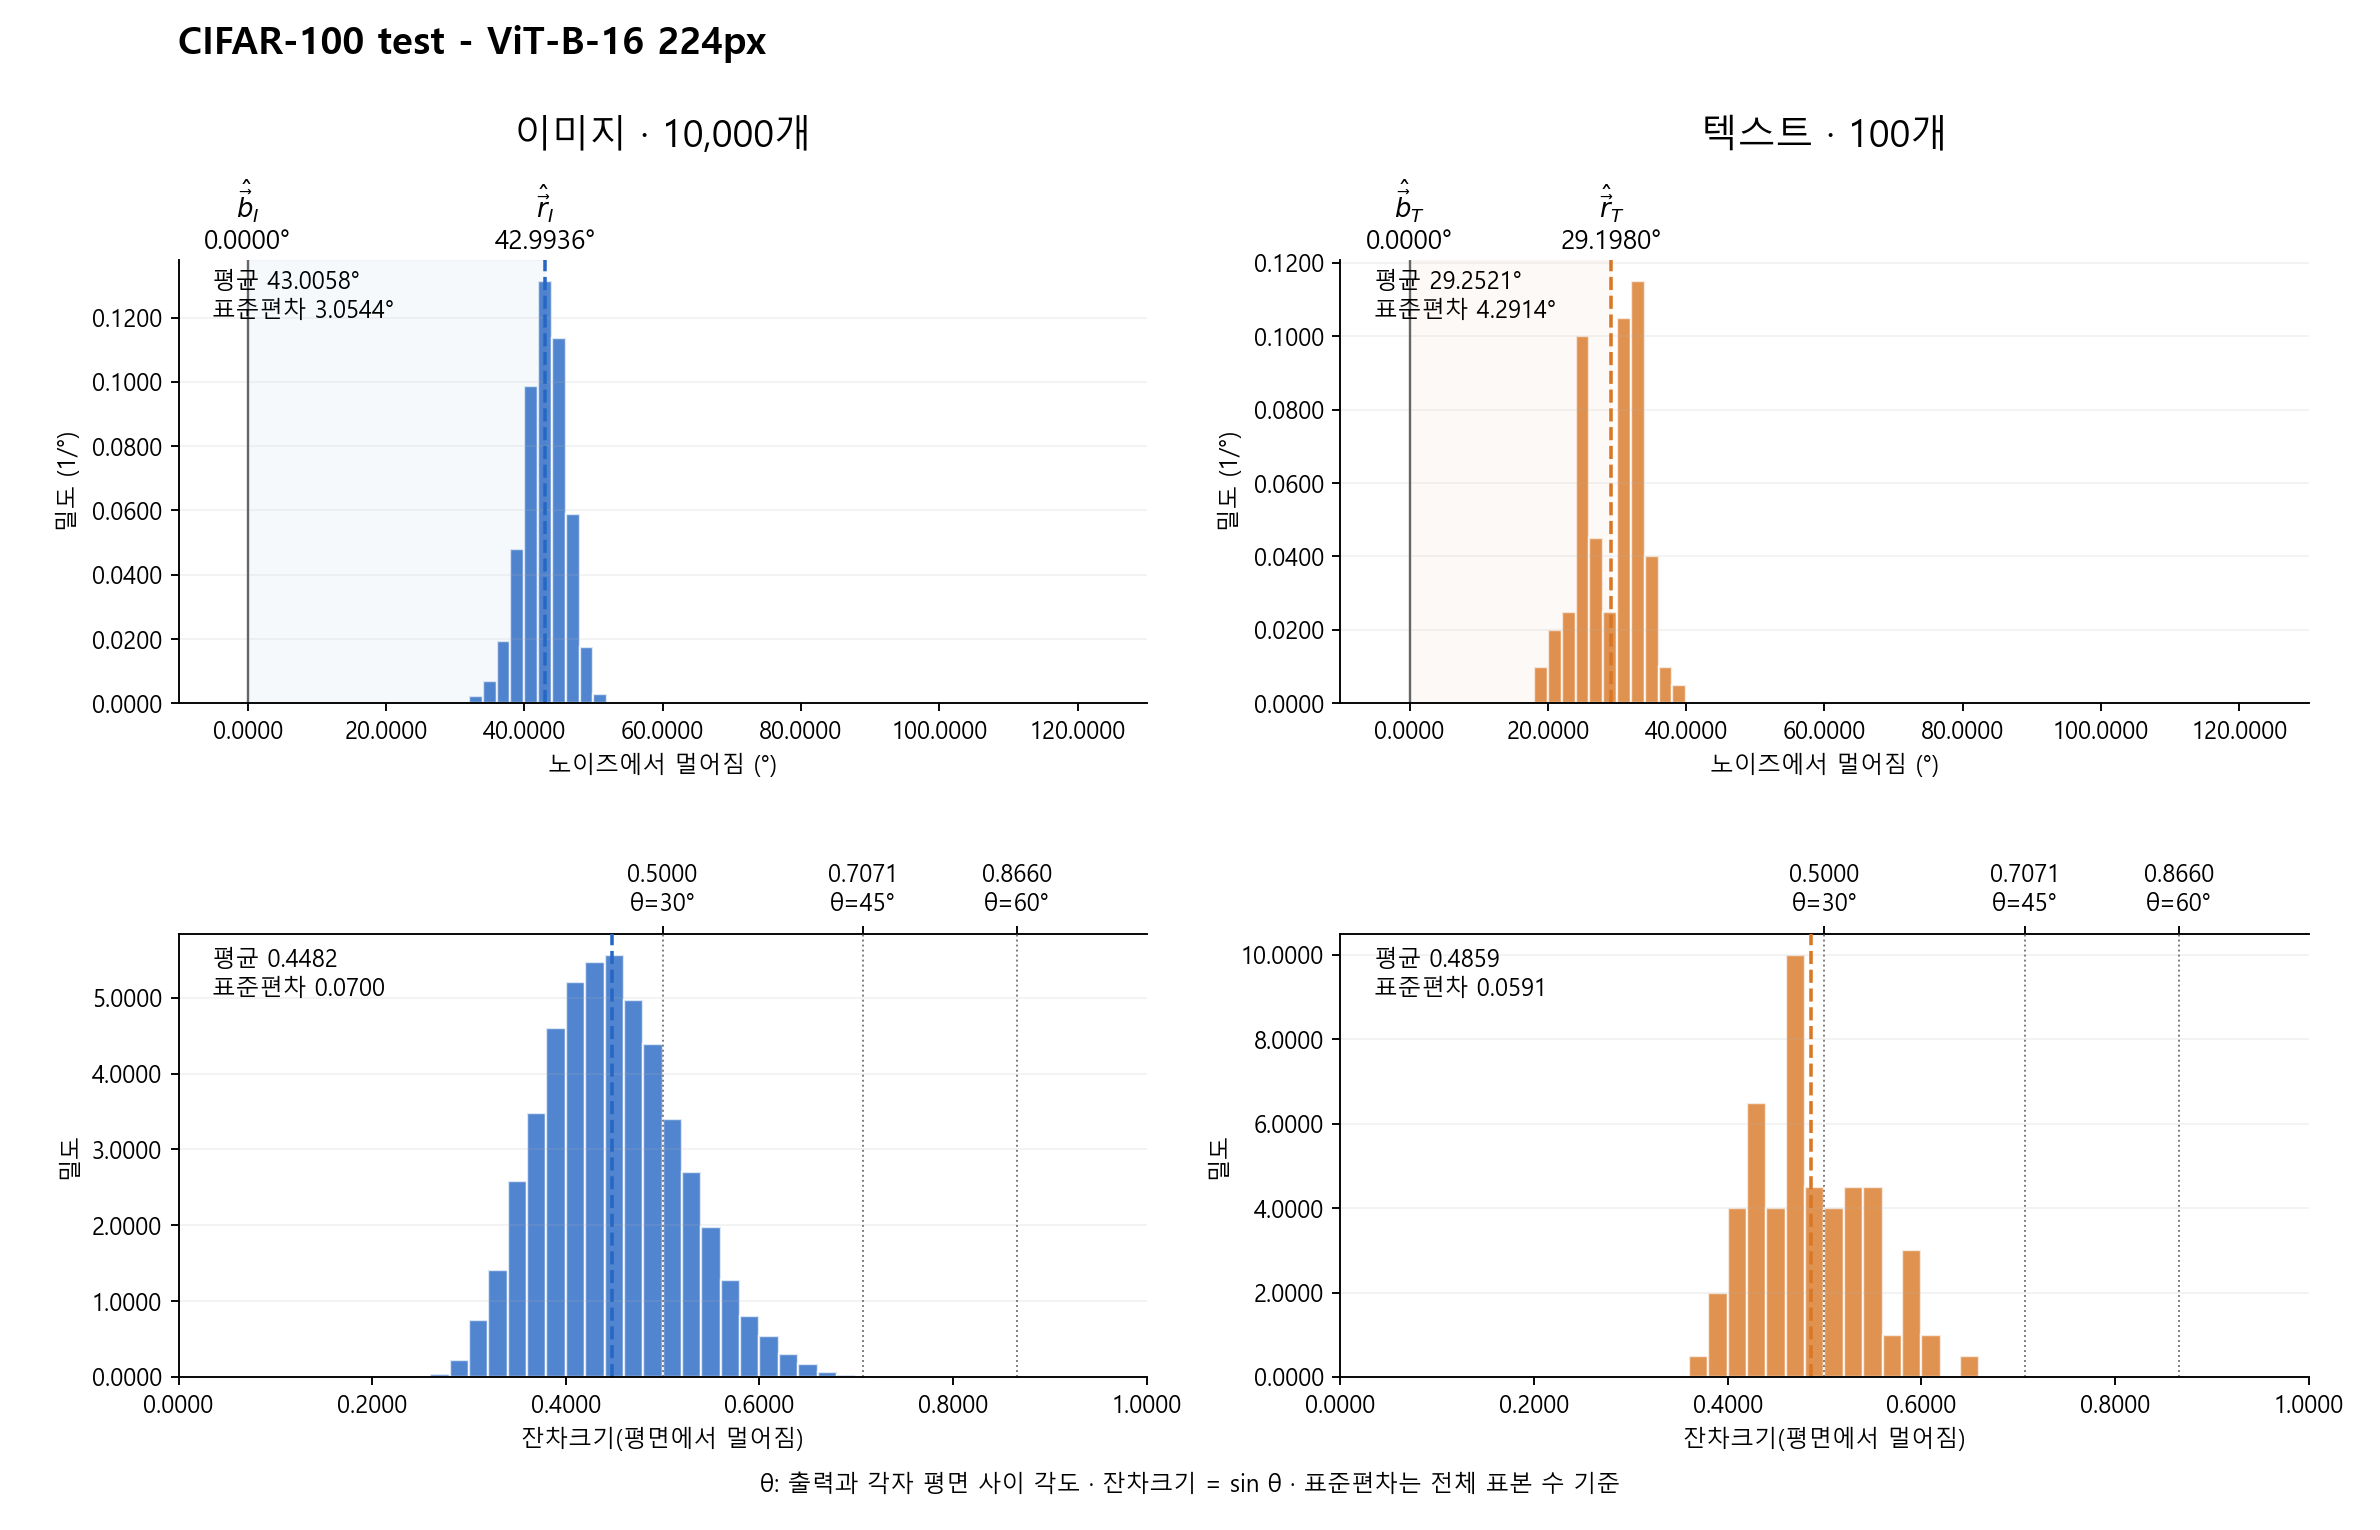 CIFAR-100 test - ViT-B-16 224px
이미지 · 10,000개
b̂⃗_I
r̂⃗_I
0.0000°
42.9936°
평균 43.0058°
표준편차 3.0544°
0.1200
0.1000
0.0800
0.0600
0.0400
0.0200
0.0000
밀도 (1/°)
0.0000 20.0000 40.0000 60.0000 80.0000 100.0000 120.0000
노이즈에서 멀어짐 (°)
텍스트 · 100개
b̂⃗_T
r̂⃗_T
0.0000°
29.1980°
평균 29.2521°
표준편차 4.2914°
0.1200
0.1000
0.0800
0.0600
0.0400
0.0200
0.0000
밀도 (1/°)
0.0000 20.0000 40.0000 60.0000 80.0000 100.0000 120.0000
노이즈에서 멀어짐 (°)
0.5000 0.7071 0.8660
θ=30° θ=45° θ=60°
평균 0.4482
표준편차 0.0700
5.0000
4.0000
3.0000
2.0000
1.0000
0.0000
밀도
0.0000 0.2000 0.4000 0.6000 0.8000 1.0000
잔차크기(평면에서 멀어짐)
0.5000 0.7071 0.8660
θ=30° θ=45° θ=60°
평균 0.4859
표준편차 0.0591
10.0000
8.0000
6.0000
4.0000
2.0000
0.0000
밀도
0.0000 0.2000 0.4000 0.6000 0.8000 1.0000
잔차크기(평면에서 멀어짐)
θ: 출력과 각자 평면 사이 각도 · 잔차크기 = sin θ · 표준편차는 전체 표본 수 기준